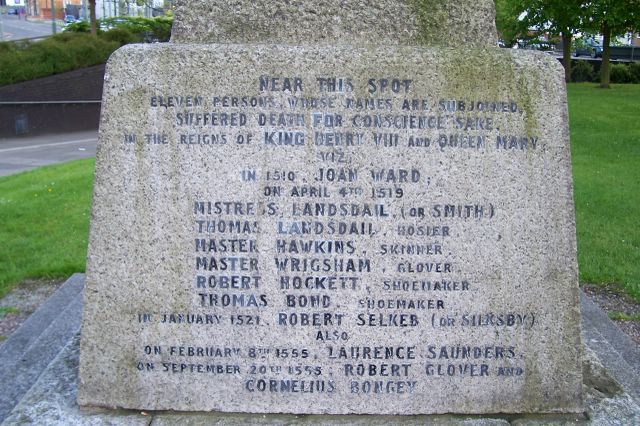 NEAR THIS SPOT
ELEVEN PERSONS, WHOSE NAMES ARE SUBJOINED,
SUFFERED DEATH FOR CONSCIENCE SAKE,
IN THE REIGNS OF KING HENRY VIII AND QUEEN MARY,
VIZ.
IN 1510, JOAN WARD,
ON APRIL 4TH 1519
MISTRESS LANDSDAIL, (OR SMITH)
THOMAS LANDSDAIL, HOSIER
MASTER HAWKINS, SKINNER,
MASTER WRIGSHAM, GLOVER
ROBERT HOCKETT, SHOEMAKER
THOMAS BOND, SHOEMAKER
IN JANUARY 1521, ROBERT SELKEB (OR SILKSBY)
ALSO
ON FEBRUARY 8TH 1555, LAURENCE SAUNDERS,
ON SEPTEMBER 20TH 1555, ROBERT GLOVER AND
CORNELIUS BONGEY